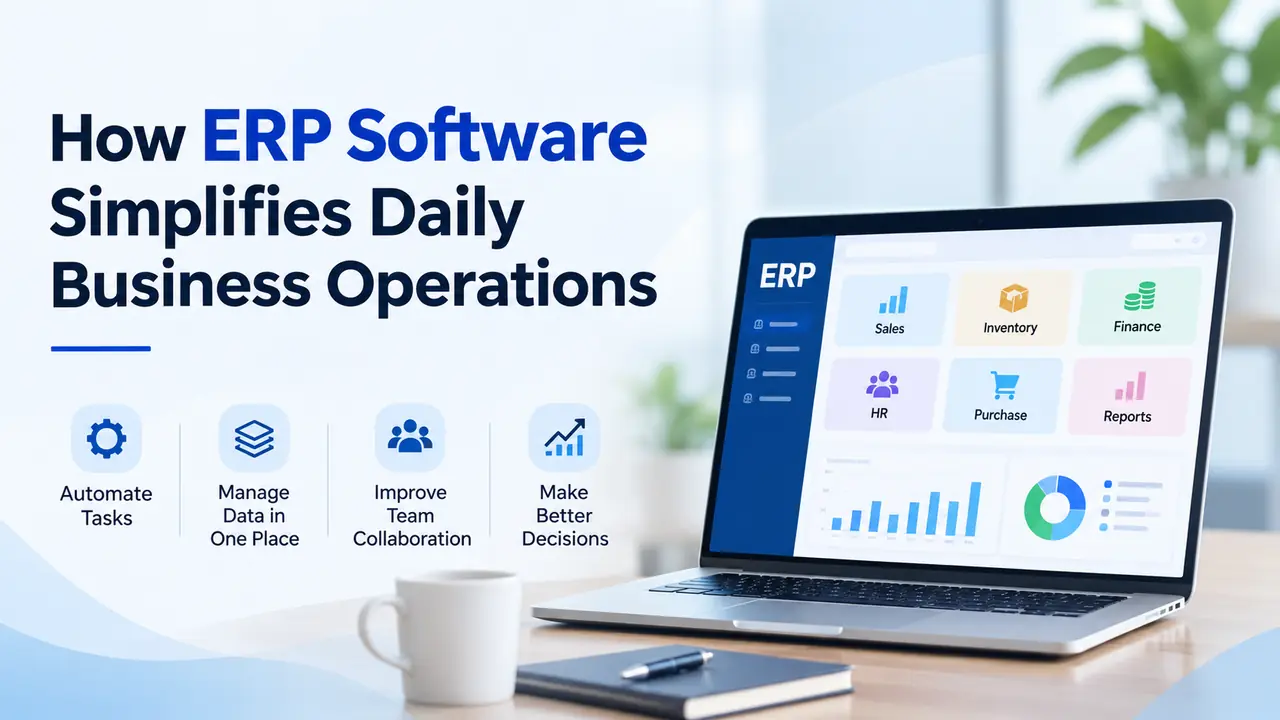 How ERP Software
Simplifies Daily
Business Operations
Automate
Tasks
Manage
Data in
One Place
Improve
Team
Collaboration
Make
Better
Decisions
ERP
Sales
Inventory
Finance
HR
Purchase
Reports